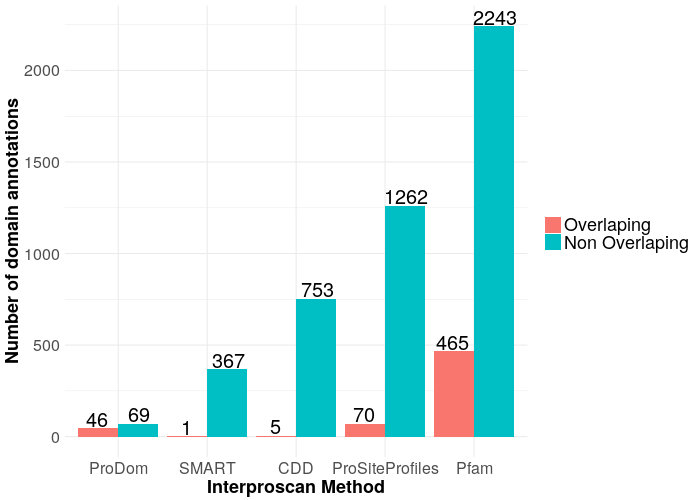 Number of domain annotations
2000
1500
1000
500
0
46
69
1
367
5
753
70
1262
465
2243
ProDom
SMART
CDD
ProSiteProfiles
Pfam
Interproscan Method
Overlaping
Non Overlaping